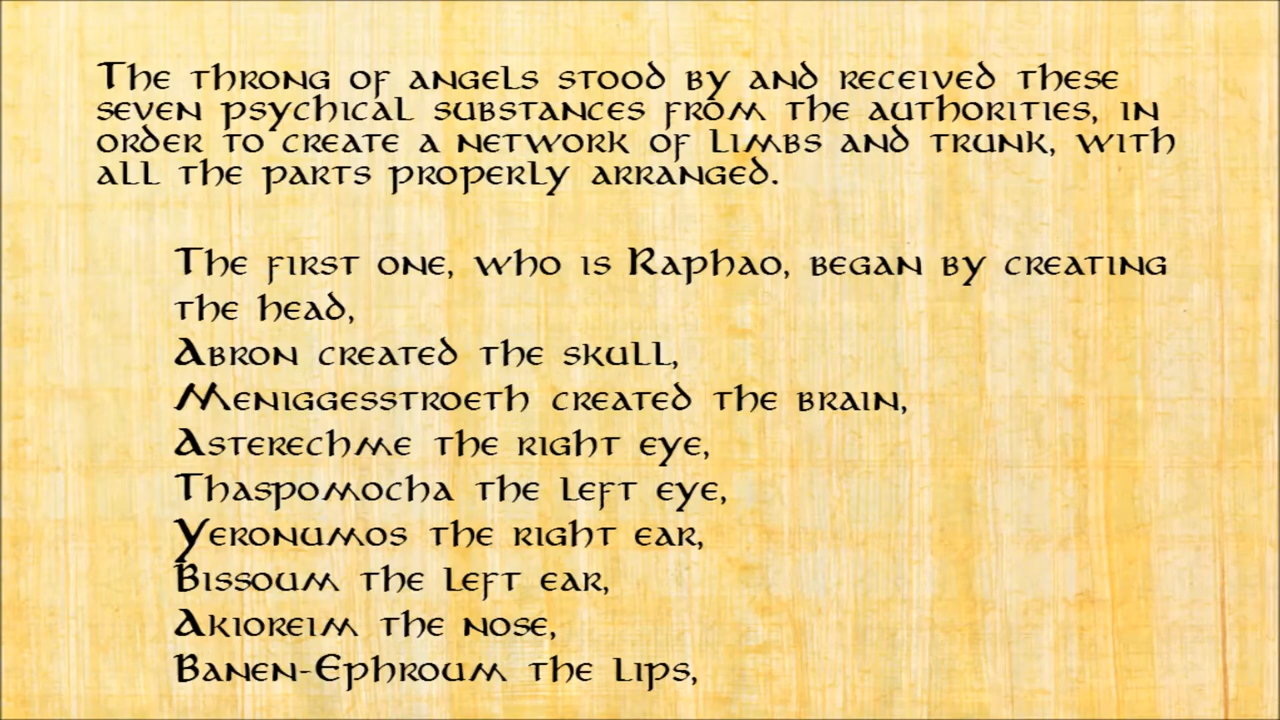 The throng of angels stood by and received these
seven psychical substances from the authorities, in
order to create a network of limbs and trunk, with
all the parts properly arranged.
The first one, who is Raphao, began by creating
the head,
Abron created the skull,
Meniggesstroeth created the brain,
Asterechme the right eye,
Thaspomocha the left eye,
Yeronumos the right ear,
Bissoum the left ear,
Akioreim the nose,
Banen-Ephroum the lips,